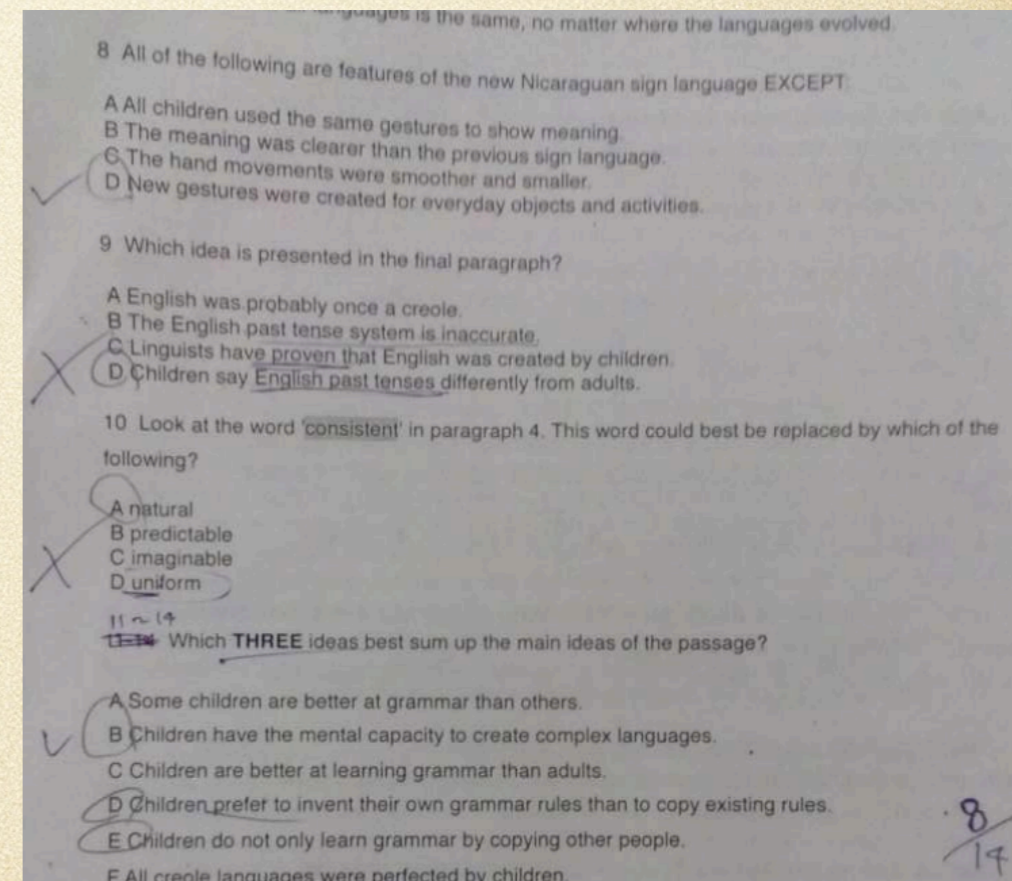 is the same, no matter where the languages evolved.
8 All of the following are features of the new Nicaraguan sign language EXCEPT:
A All children used the same gestures to show meaning.
B The meaning was clearer than the previous sign language.
C The hand movements were smoother and smaller.
D New gestures were created for everyday objects and activities.
9 Which idea is presented in the final paragraph?
A English was probably once a creole.
B The English past tense system is inaccurate.
C Linguists have proven that English was created by children.
D Children say English past tenses differently from adults.
10 Look at the word 'consistent' in paragraph 4. This word could best be replaced by which of the
following?
A natural
B predictable
C imaginable
D uniform
11~14
Which THREE ideas best sum up the main ideas of the passage?
A Some children are better at grammar than others.
B Children have the mental capacity to create complex languages.
C Children are better at learning grammar than adults.
D Children prefer to invent their own grammar rules than to copy existing rules.
E Children do not only learn grammar by copying other people.
8/14
F All creole languages were perfected by children.